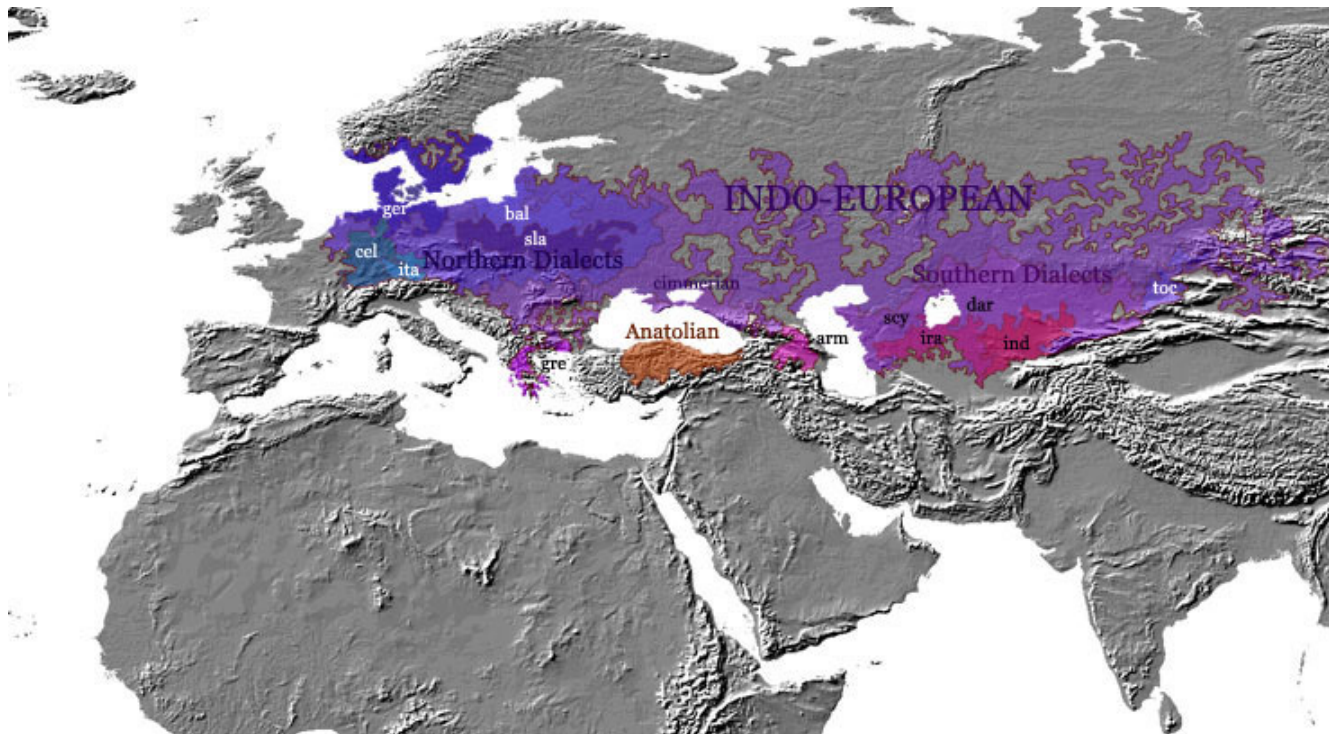 INDO-EUROPEAN
ger
bal
sla
cel
ita
Northern Dialects
Southern Dialects
cimmerian
toc
scy
dar
Anatolian
arm
ira
ind
gre